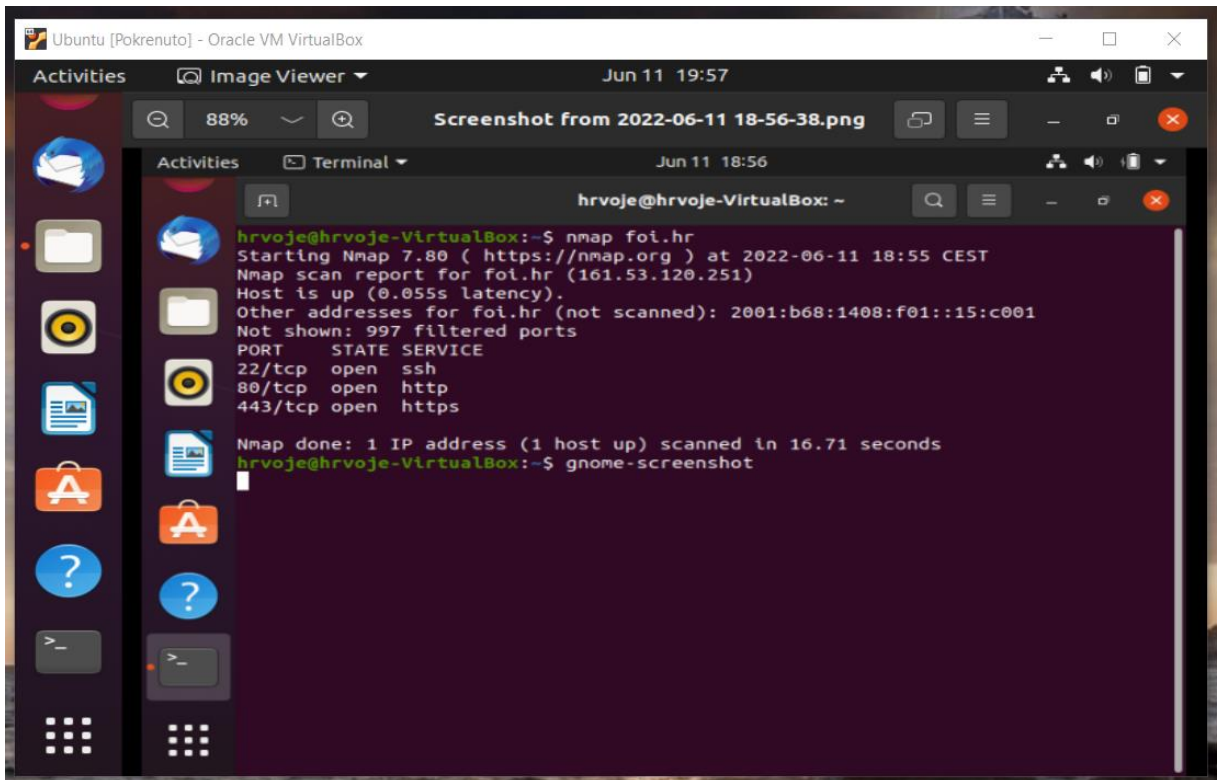 Ubuntu [Pokrenuto] - Oracle VM VirtualBox
Activities Image Viewer Jun 11 19:57
88% Screenshot from 2022-06-11 18-56-38.png
Activities Terminal Jun 11 18:56
hrvoje@hrvoje-VirtualBox: ~
hrvoje@hrvoje-VirtualBox:~$ nmap foi.hr
Starting Nmap 7.80 ( https://nmap.org ) at 2022-06-11 18:55 CEST
Nmap scan report for foi.hr (161.53.120.251)
Host is up (0.055s latency).
Other addresses for foi.hr (not scanned): 2001:b68:1408:f01::15:c001
Not shown: 997 filtered ports
PORT    STATE SERVICE
22/tcp  open  ssh
80/tcp  open  http
443/tcp open  https
Nmap done: 1 IP address (1 host up) scanned in 16.71 seconds
hrvoje@hrvoje-VirtualBox:~$ gnome-screenshot